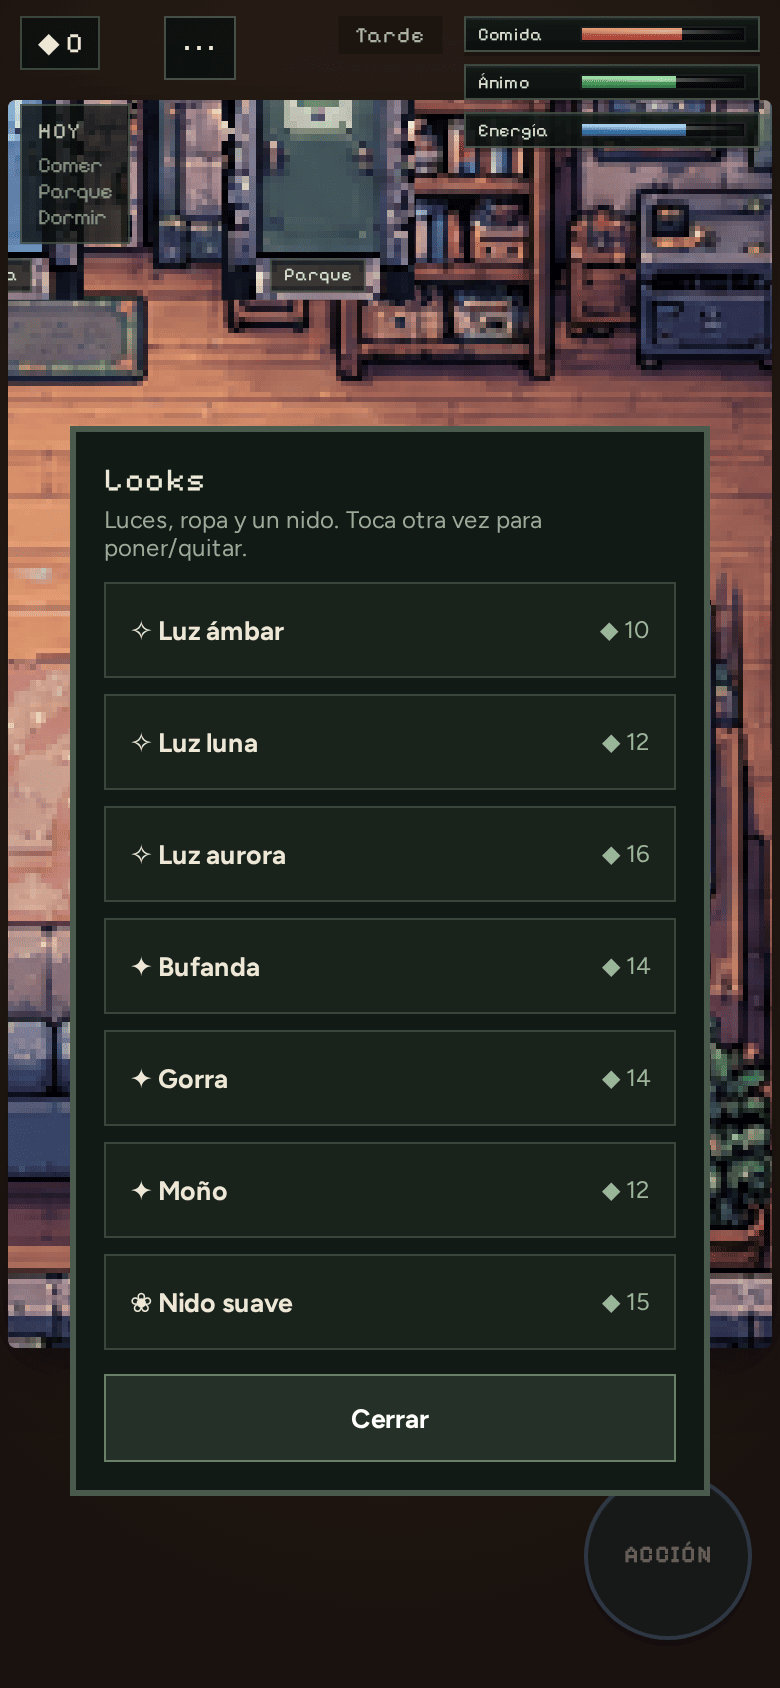 ◆ 0
...
Tarde
Comida
Ánimo
Energía
HOY
Comer
Parque
Dormir
a
Parque
Looks
Luces, ropa y un nido. Toca otra vez para
poner/quitar.
✧ Luz ámbar ◆ 10
✧ Luz luna ◆ 12
✧ Luz aurora ◆ 16
✦ Bufanda ◆ 14
✦ Gorra ◆ 14
✦ Moño ◆ 12
❀ Nido suave ◆ 15
Cerrar
ACCIÓN